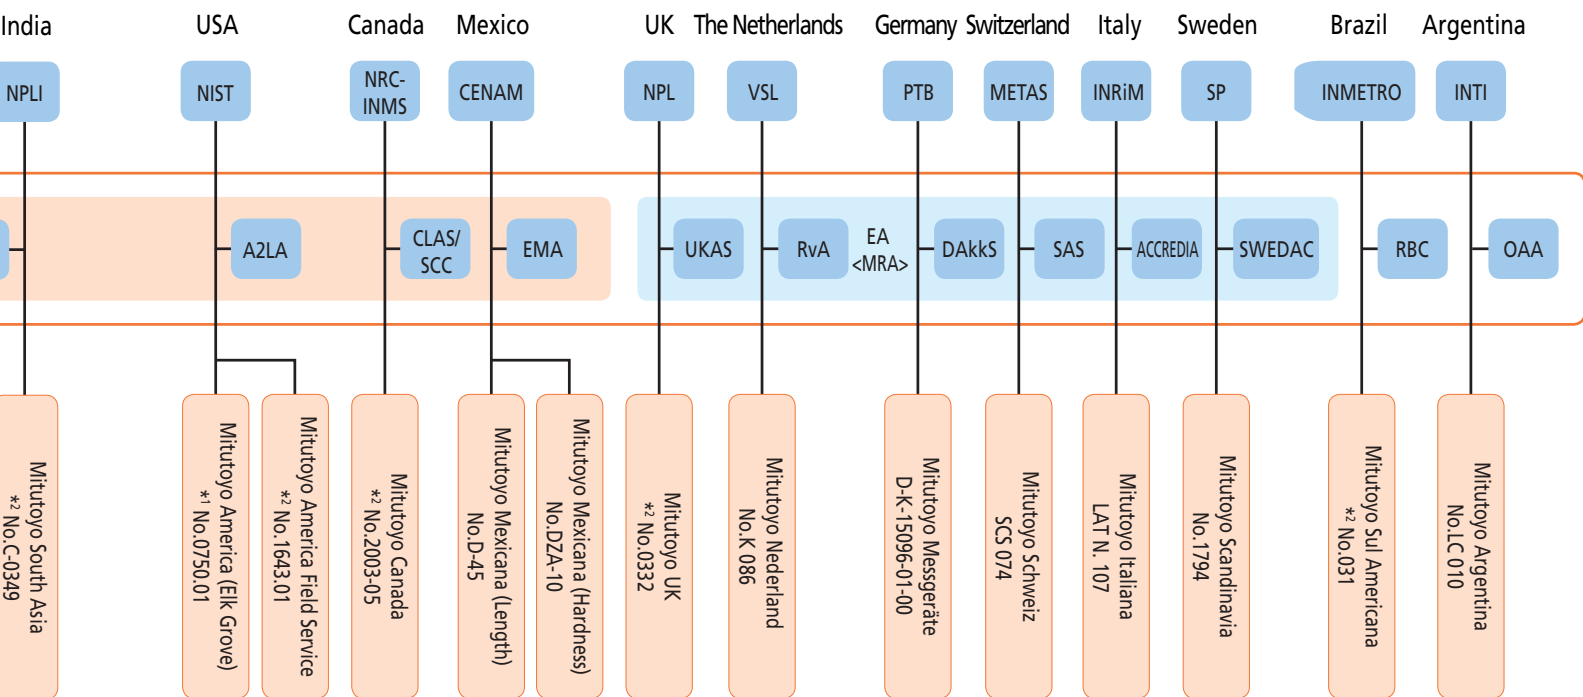 India
USA
Canada
Mexico
UK
The Netherlands
Germany
Switzerland
Italy
Sweden
Brazil
Argentina
NPLI
NIST
NRC-
INMS
CENAM
NPL
VSL
PTB
METAS
INRiM
SP
INMETRO
INTI
A2LA
CLAS/
SCC
EMA
UKAS
RvA
EA
<MRA>
DAkkS
SAS
ACCREDIA
SWEDAC
RBC
OAA
Mitutoyo South Asia
*2 No.C-0349
Mitutoyo America (Elk Grove)
*1 No.0750.01
Mitutoyo America Field Service
*2 No.1643.01
Mitutoyo Canada
*2 No.2003-05
Mitutoyo Mexicana (Length)
No.D-45
Mitutoyo Mexicana (Hardness)
No.DZA-10
Mitutoyo UK
*2 No.0332
Mitutoyo Nederland
No.K 086
Mitutoyo Messgeräte
D-K-15096-01-00
Mitutoyo Schweiz
SCS 074
Mitutoyo Italiana
LAT N. 107
Mitutoyo Scandinavia
No.1794
Mitutoyo Sul Americana
*2 No.031
Mitutoyo Argentina
No.LC 010